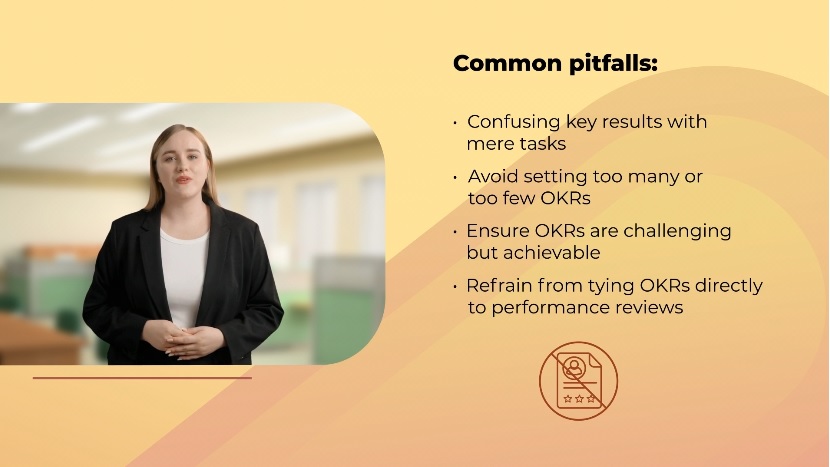 Common pitfalls:
• Confusing key results with
mere tasks
• Avoid setting too many or
too few OKRs
• Ensure OKRs are challenging
but achievable
• Refrain from tying OKRs directly
to performance reviews